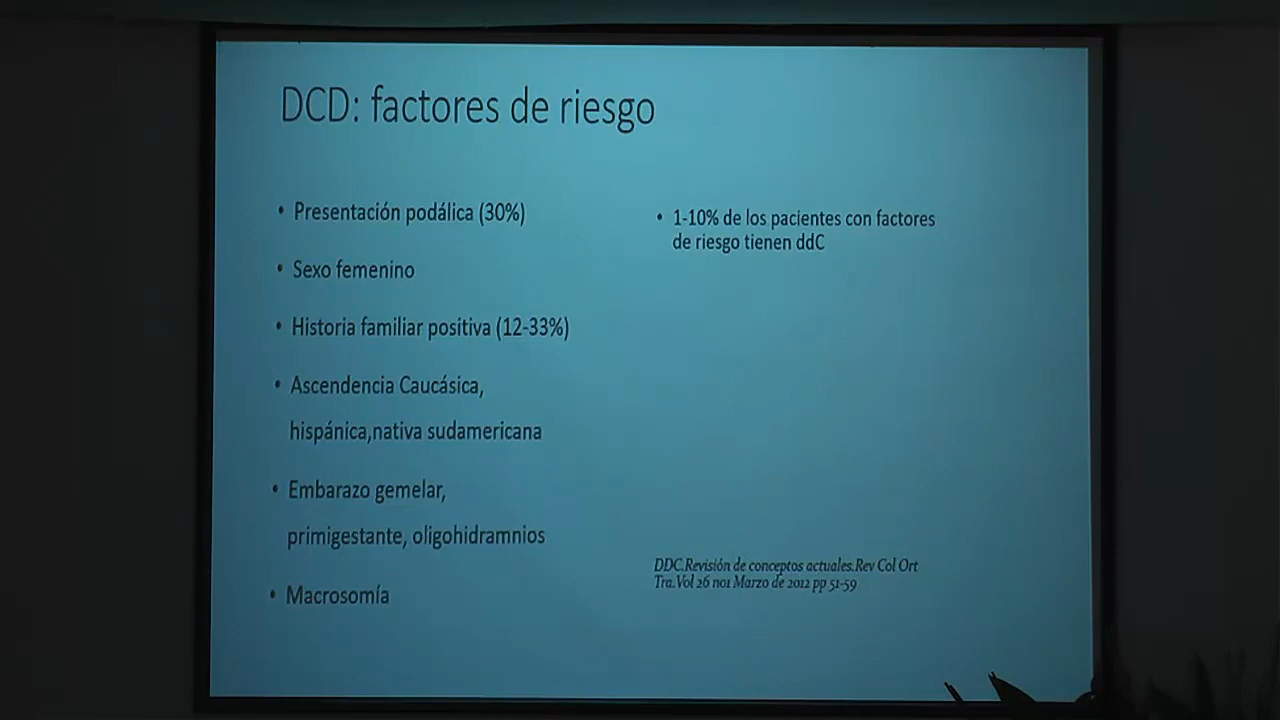 DCD: factores de riesgo
• Presentación podálica (30%)
• Sexo femenino
• Historia familiar positiva (12-33%)
• Ascendencia Caucásica,
hispánica,nativa sudamericana
• Embarazo gemelar,
primigestante, oligohidramnios
• Macrosomía
• 1-10% de los pacientes con factores
de riesgo tienen ddC
DDC.Revisión de conceptos actuales.Rev Col Ort
Tra.Vol 26 no1 Marzo de 2012 pp 51-59